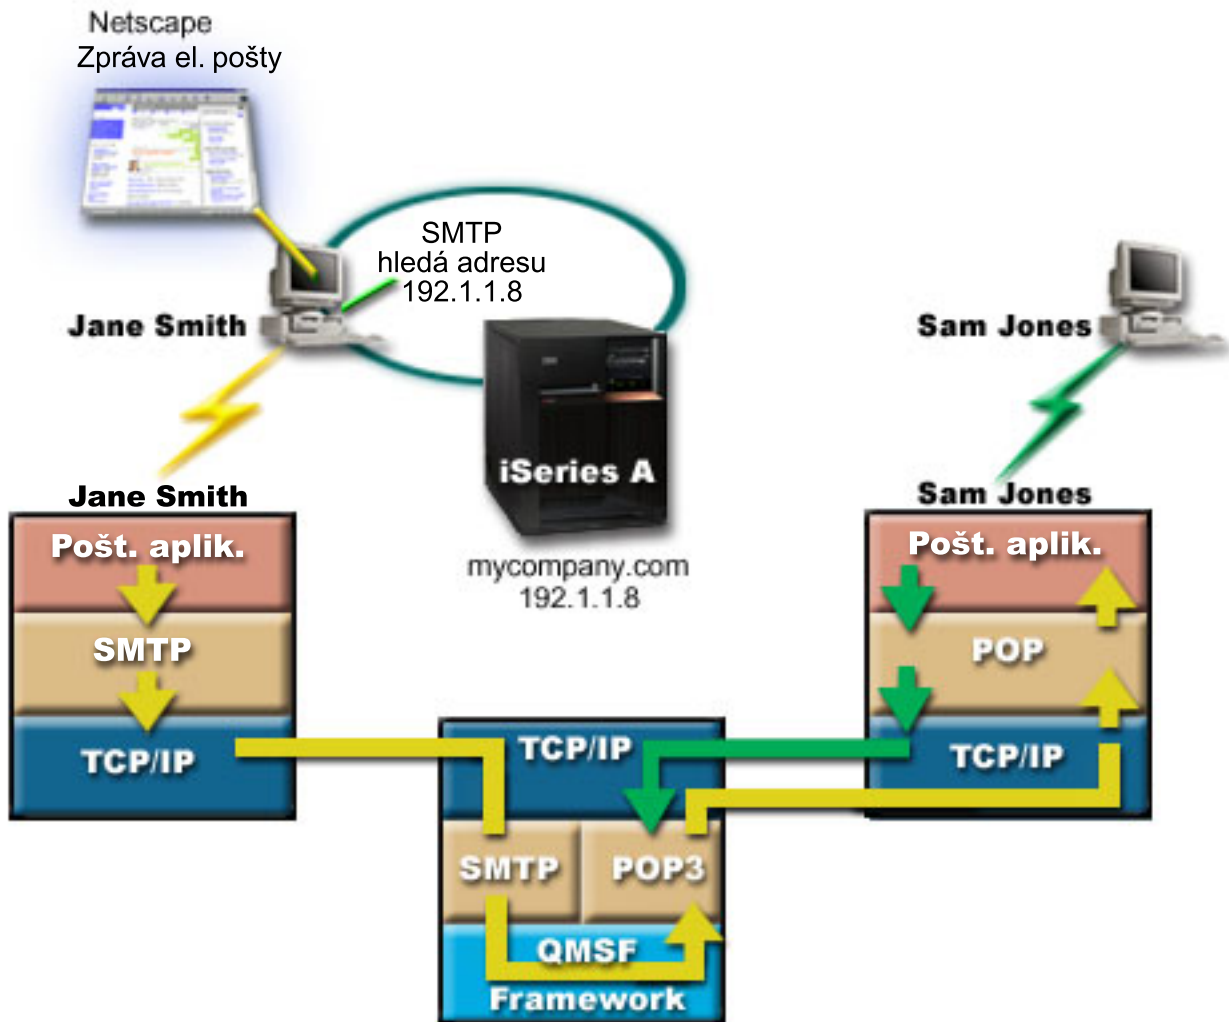 Netscape
Zpráva el. pošty
SMTP
hledá adresu
192.1.1.8
Jane Smith
Sam Jones
iSeries A
mycompany.com
192.1.1.8
Jane Smith
Pošt. aplik.
SMTP
TCP/IP
Sam Jones
Pošt. aplik.
POP
TCP/IP
TCP/IP
SMTP
POP3
QMSF
Framework